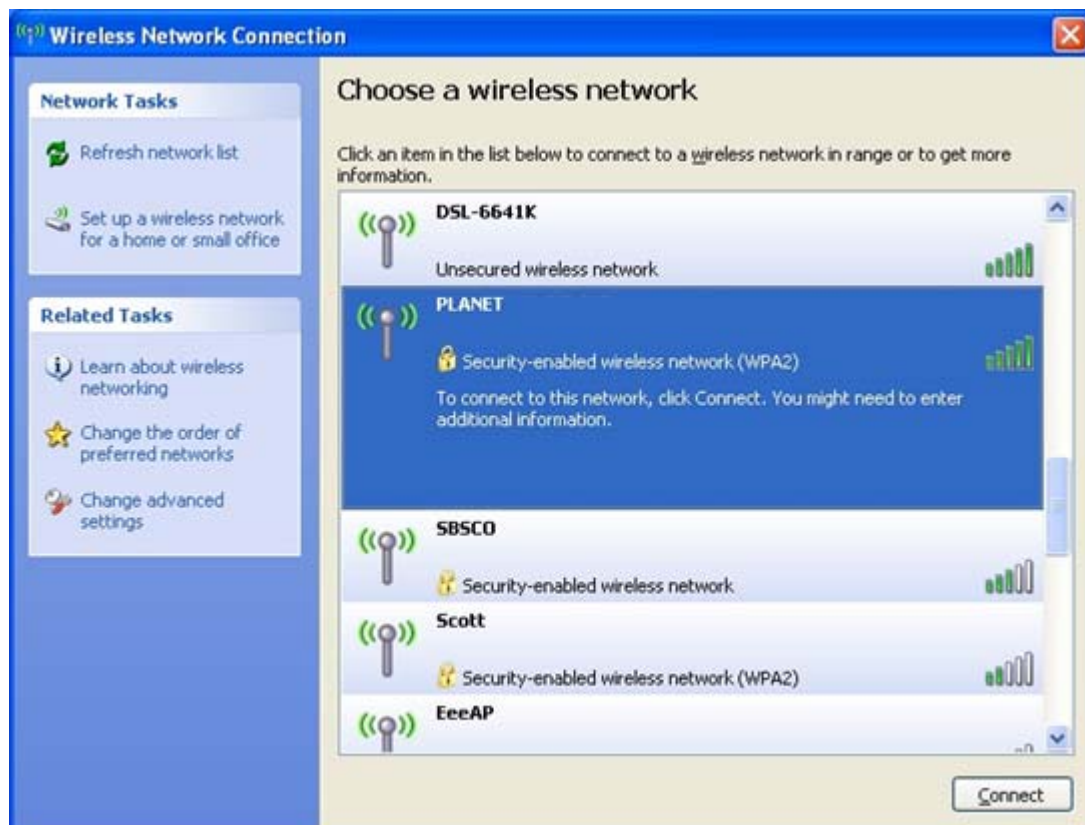 Wireless Network Connection
Network Tasks
Refresh network list
Set up a wireless network
for a home or small office
Related Tasks
Learn about wireless
networking
Change the order of
preferred networks
Change advanced
settings
Choose a wireless network
Click an item in the list below to connect to a wireless network in range or to get more
information.
DSL-6641K
Unsecured wireless network
PLANET
Security-enabled wireless network (WPA2)
To connect to this network, click Connect. You might need to enter
additional information.
SBSCO
Security-enabled wireless network
Scott
Security-enabled wireless network (WPA2)
EeeAP
Connect